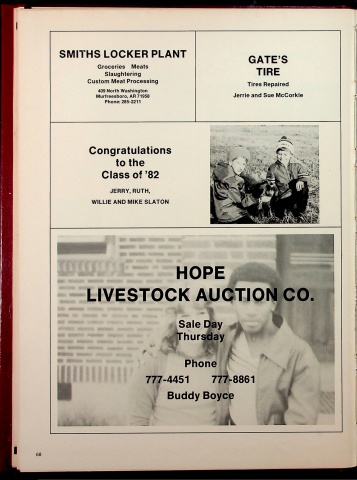 SMITHS LOCKER PLANT
Groceries Meats
Slaughtering
Custom Meat Processing
409 North Washington
Murfreesboro, AR 71958
Phone: 285-2211
GATE'S
TIRE
Tires Repaired
Jerrie and Sue McCorkle
Congratulations
to the
Class of '82
JERRY, RUTH,
WILLIE AND MIKE SLATON
HOPE
LIVESTOCK AUCTION CO.
Sale Day
Thursday
Phone
777-4451 777-8861
Buddy Boyce
68